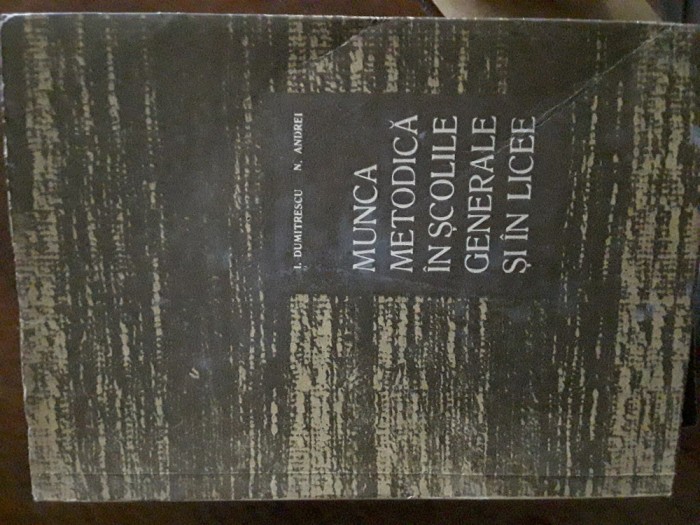 I. DUMITRESCU   N. ANDREI
MUNCA
METODICĂ
ÎN ȘCOLILE
GENERALE
ȘI ÎN LICEE